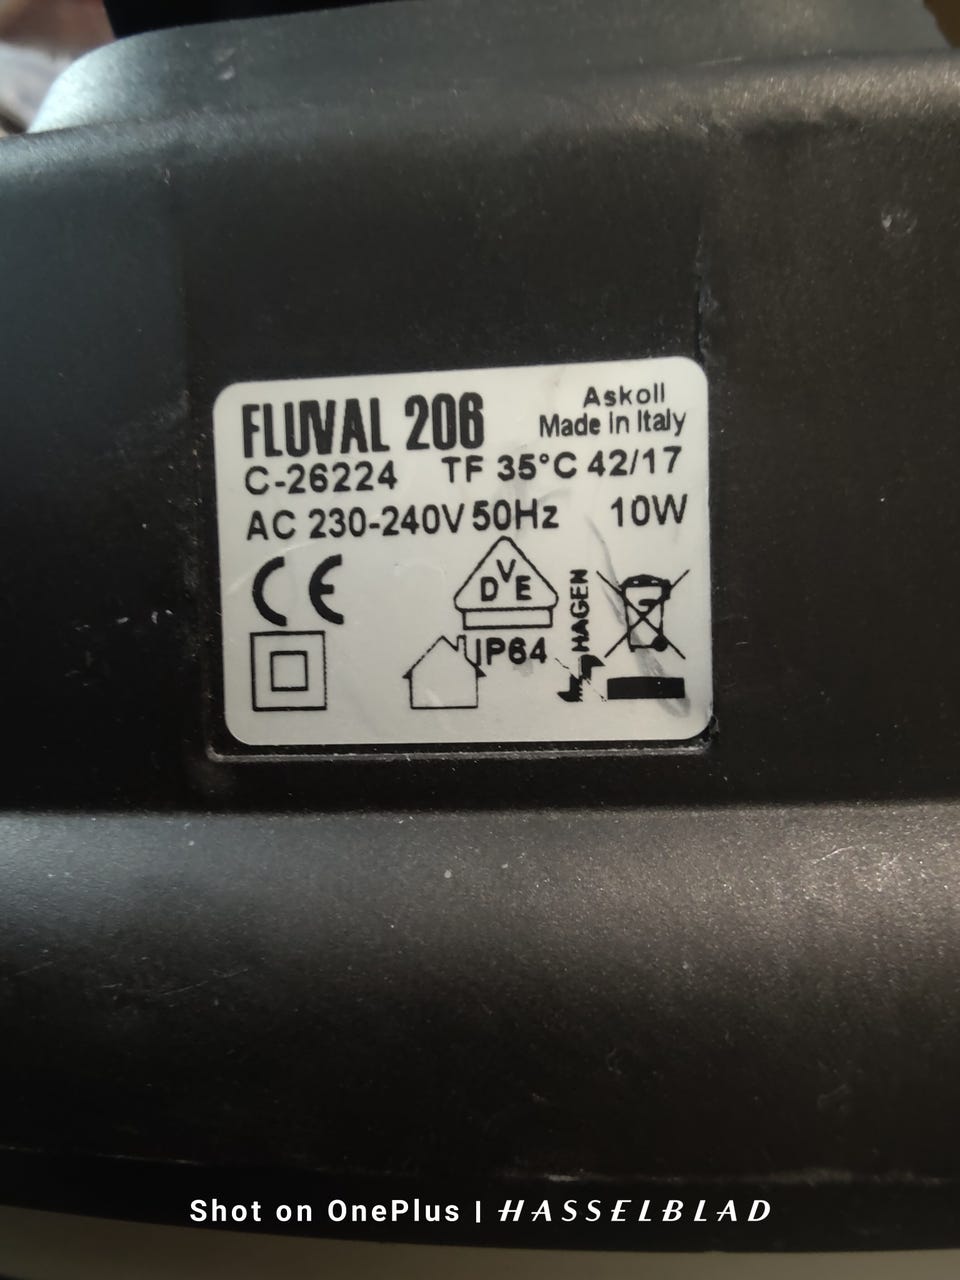 FLUVAL 206
Askoll
Made in Italy
C-26224 TF 35°C 42/17
AC 230-240V 50Hz 10W
CE
DVE
HAGEN
IP64
Shot on OnePlus | HASSELBLAD